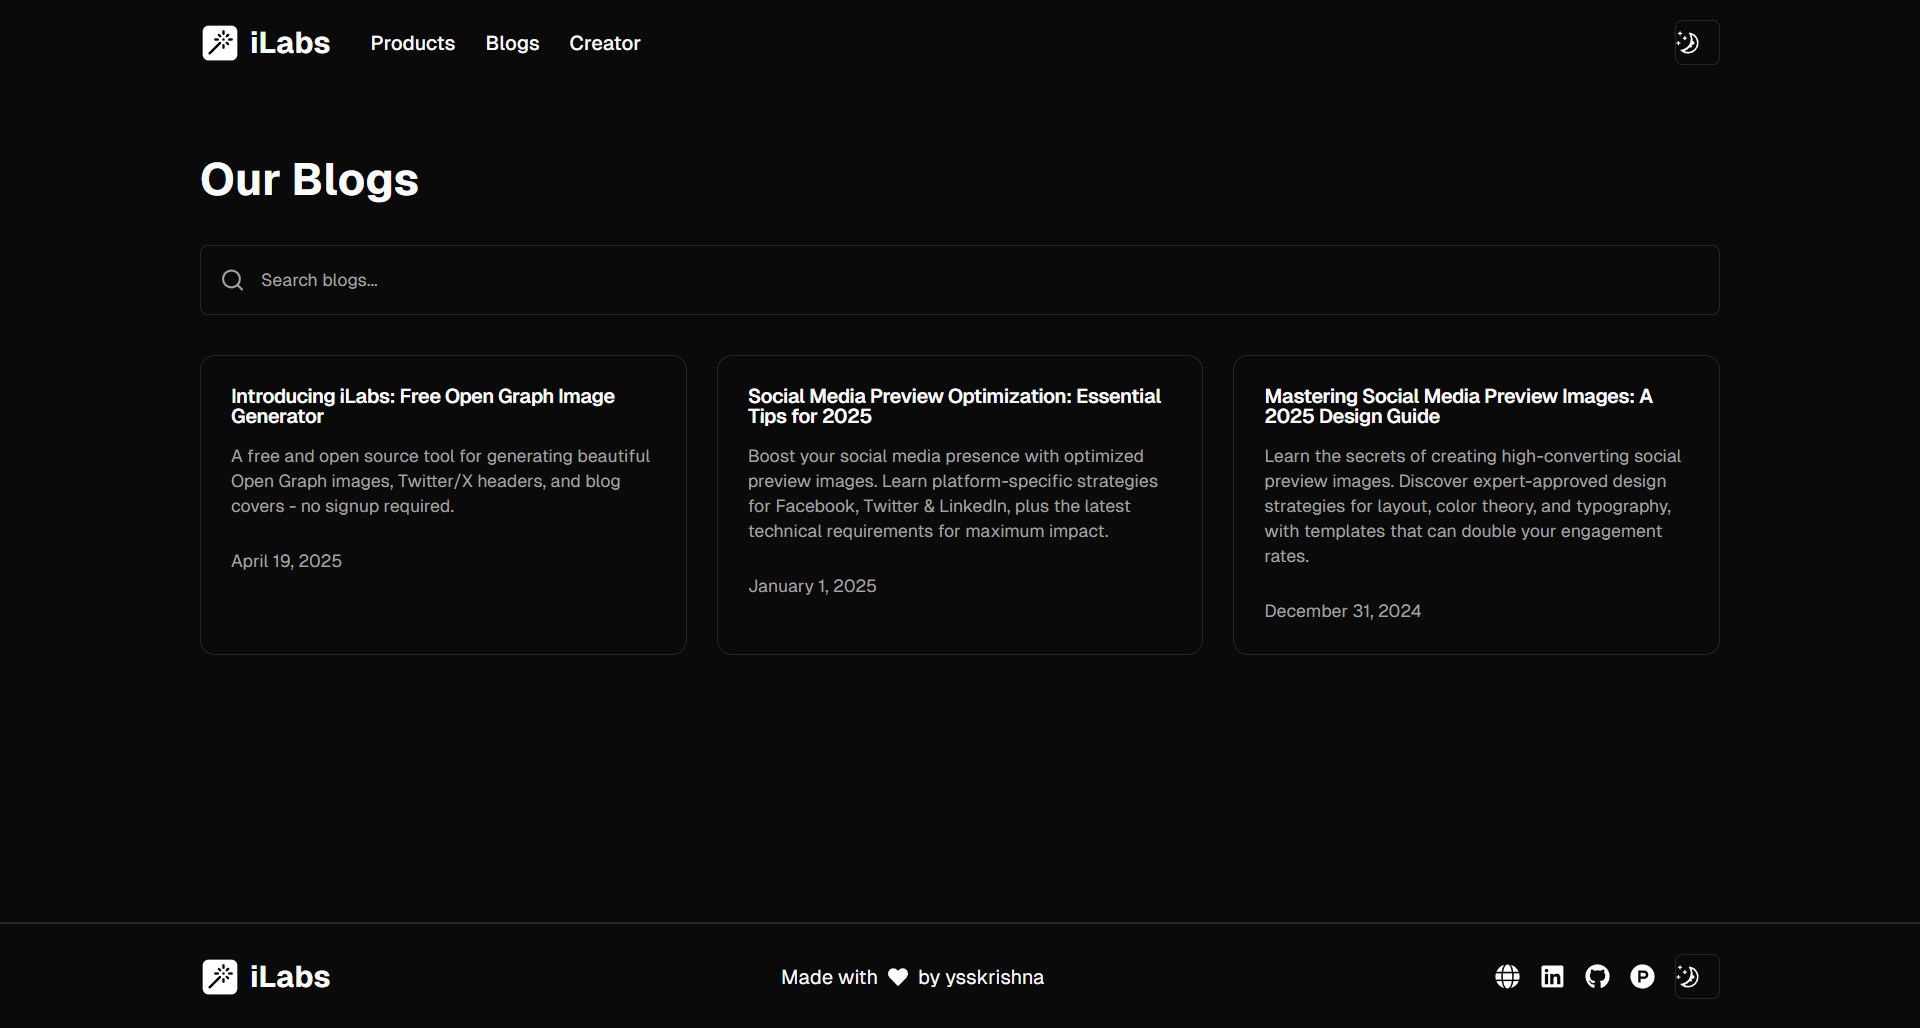 iLabs
Products
Blogs
Creator
Our Blogs
Search blogs...
Introducing iLabs: Free Open Graph Image
Generator
A free and open source tool for generating beautiful
Open Graph images, Twitter/X headers, and blog
covers - no signup required.
April 19, 2025
Social Media Preview Optimization: Essential
Tips for 2025
Boost your social media presence with optimized
preview images. Learn platform-specific strategies
for Facebook, Twitter & LinkedIn, plus the latest
technical requirements for maximum impact.
January 1, 2025
Mastering Social Media Preview Images: A
2025 Design Guide
Learn the secrets of creating high-converting social
preview images. Discover expert-approved design
strategies for layout, color theory, and typography,
with templates that can double your engagement
rates.
December 31, 2024
iLabs
Made with by ysskrishna